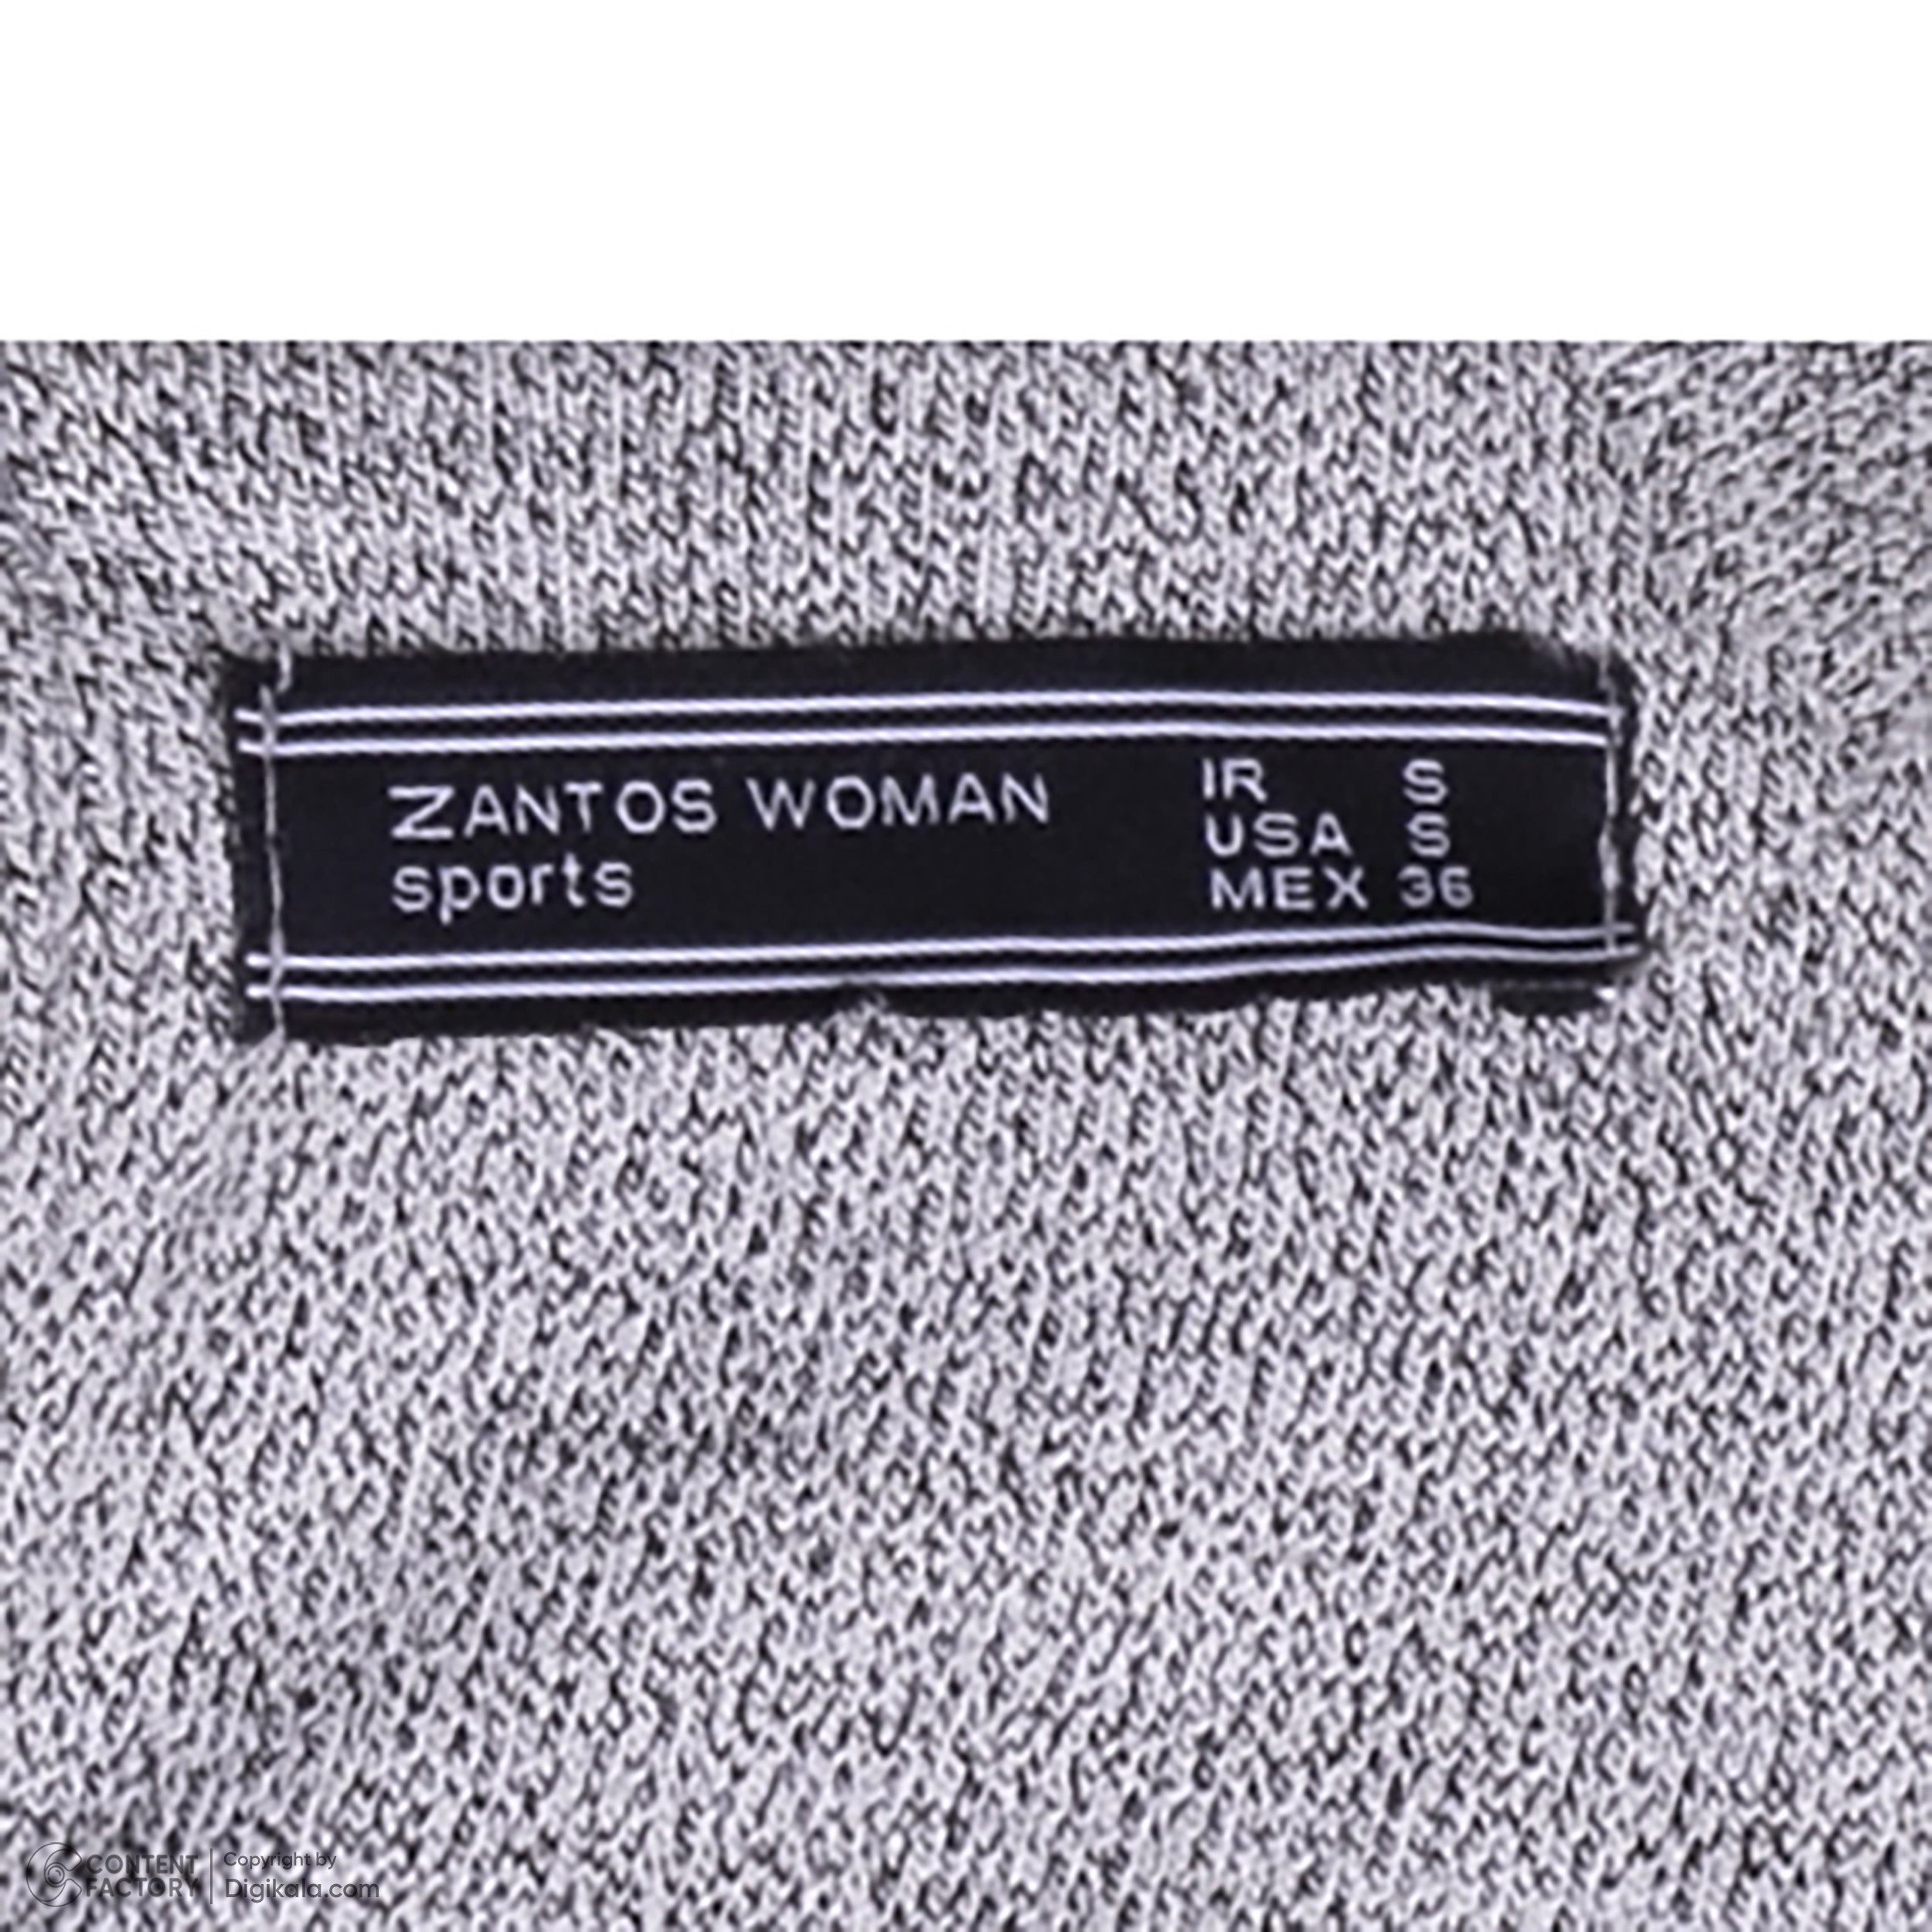 ZANTOS WOMAN
sports
IR S
USA S
MEX 36
CONTENT
FACTORY
Copyright by
Digikala.com